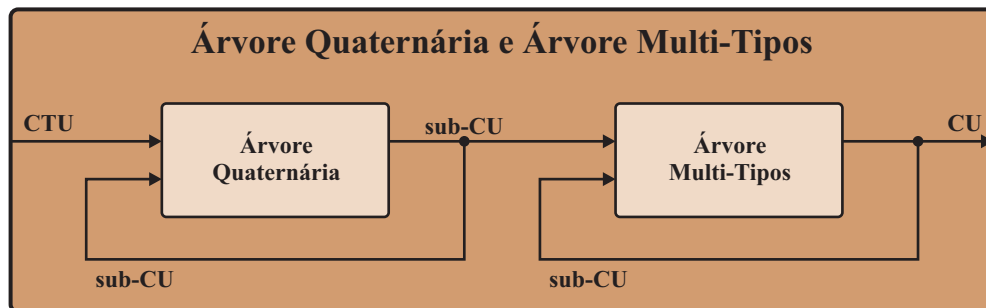 Árvore Quaternária e Árvore Multi-Tipos
CTU
Árvore
Quaternária
sub-CU
Árvore
Multi-Tipos
CU
sub-CU
sub-CU